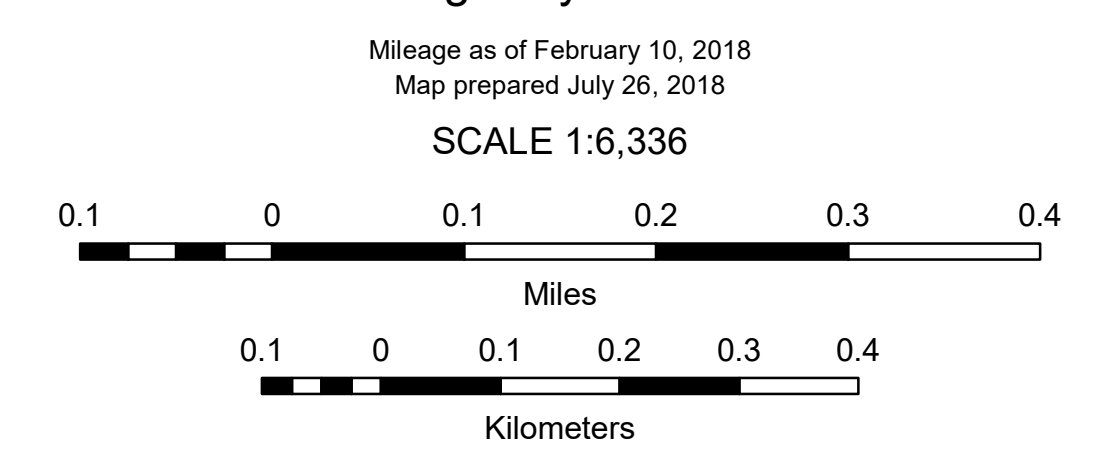 Mileage as of February 10, 2018
Map prepared July 26, 2018
SCALE 1:6,336
0.1 0 0.1 0.2 0.3 0.4
Miles
0.1 0 0.1 0.2 0.3 0.4
Kilometers